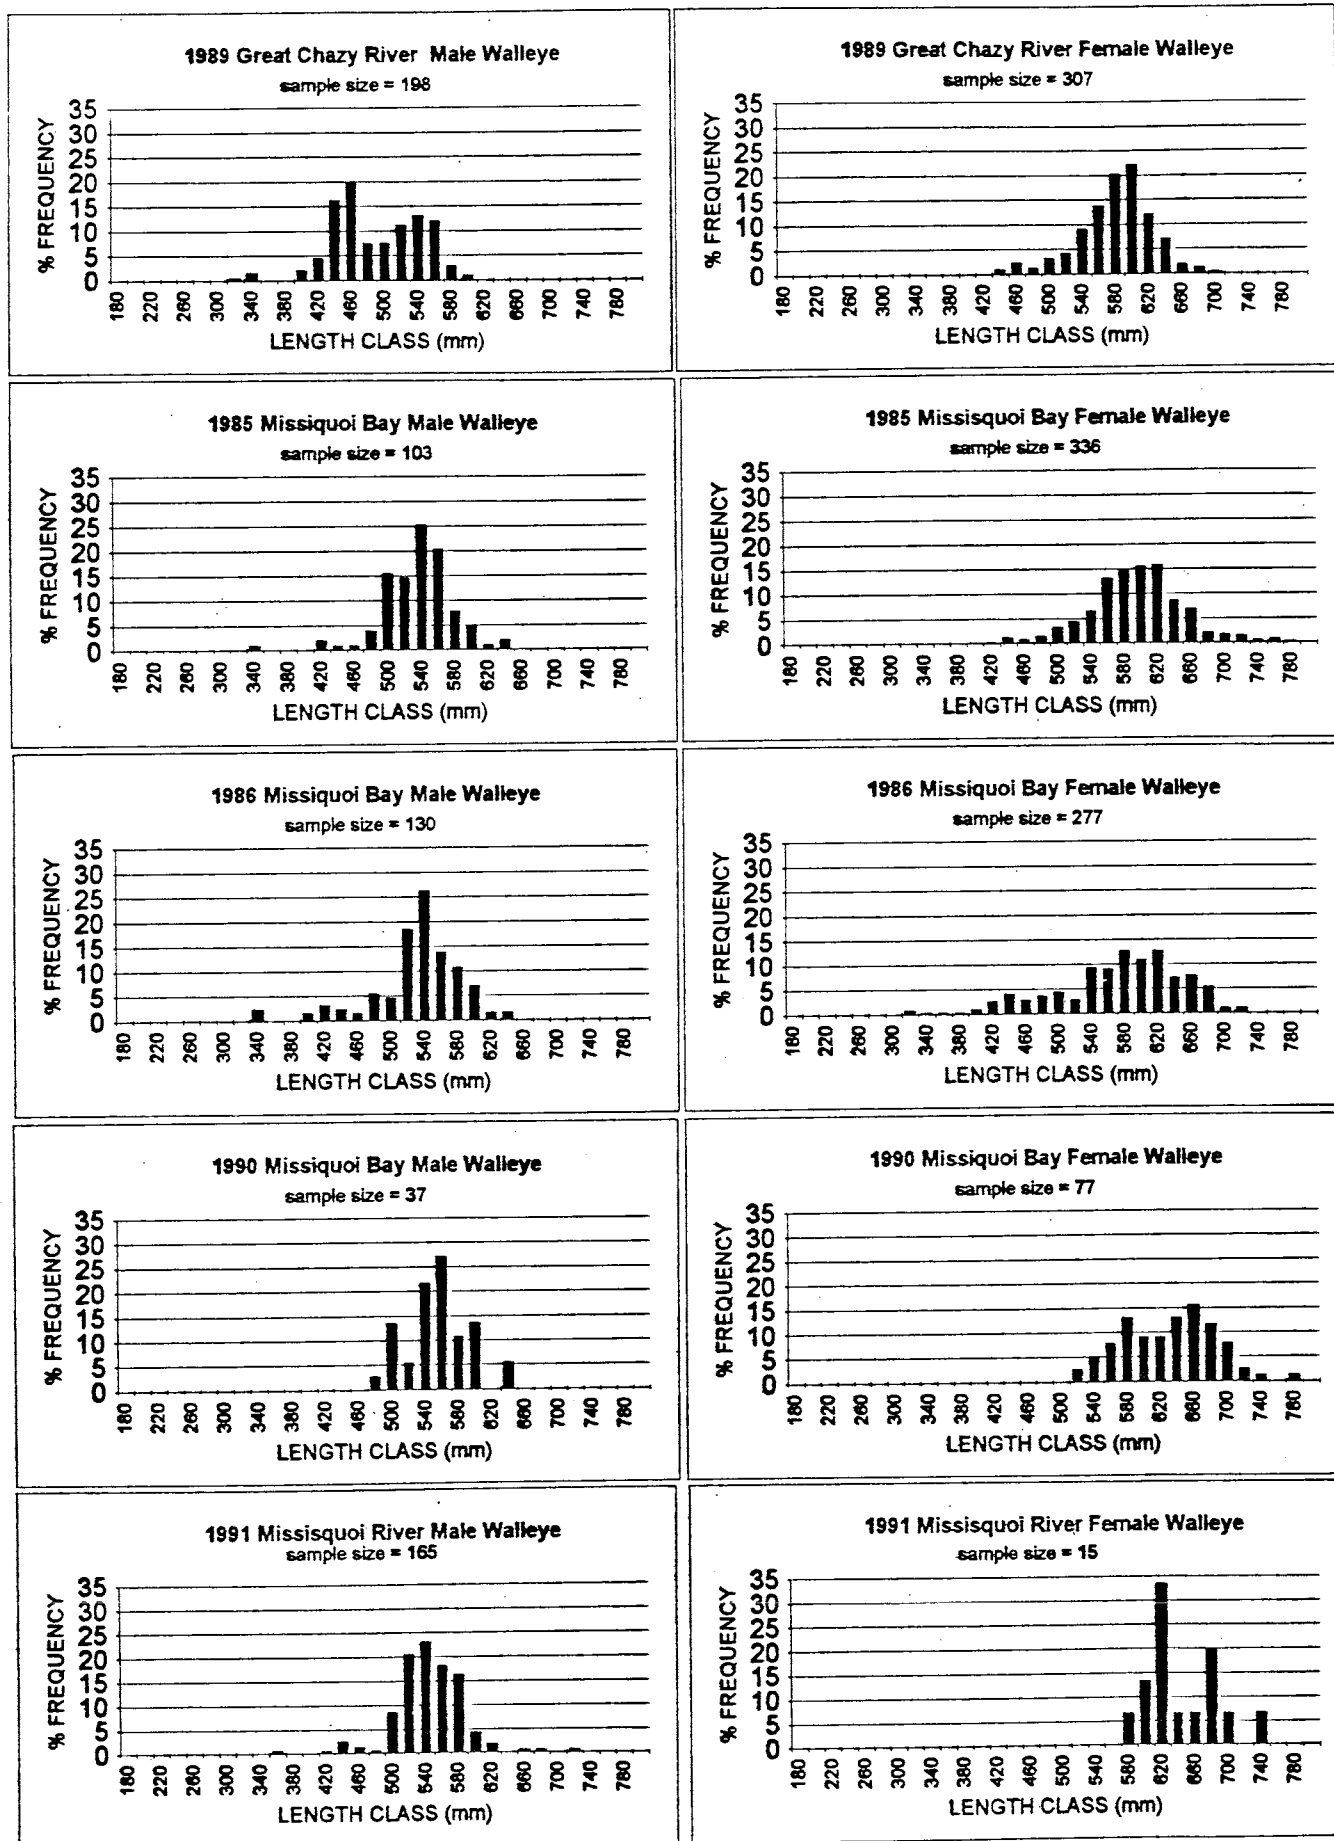 1989 Great Chazy River Male Walleye
sample size = 198
35
30
25
20
15
10
5
0
% FREQUENCY
180 220 260 300 340 380 420 460 500 540 580 620 660 700 740 780
LENGTH CLASS (mm)
1989 Great Chazy River Female Walleye
sample size = 307
35
30
25
20
15
10
5
0
% FREQUENCY
180 220 260 300 340 380 420 460 500 540 580 620 660 700 740 780
LENGTH CLASS (mm)
1985 Missiquoi Bay Male Walleye
sample size = 103
35
30
25
20
15
10
5
0
% FREQUENCY
180 220 260 300 340 380 420 460 500 540 580 620 660 700 740 780
LENGTH CLASS (mm)
1985 Missisquoi Bay Female Walleye
sample size = 336
35
30
25
20
15
10
5
0
% FREQUENCY
180 220 260 300 340 380 420 460 500 540 580 620 660 700 740 780
LENGTH CLASS (mm)
1986 Missiquoi Bay Male Walleye
sample size = 130
35
30
25
20
15
10
5
0
% FREQUENCY
180 220 260 300 340 380 420 460 500 540 580 620 660 700 740 780
LENGTH CLASS (mm)
1986 Missiquoi Bay Female Walleye
sample size = 277
35
30
25
20
15
10
5
0
% FREQUENCY
180 220 260 300 340 380 420 460 500 540 580 620 660 700 740 780
LENGTH CLASS (mm)
1990 Missiquoi Bay Male Walleye
sample size = 37
35
30
25
20
15
10
5
0
% FREQUENCY
180 220 260 300 340 380 420 460 500 540 580 620 660 700 740 780
LENGTH CLASS (mm)
1990 Missiquoi Bay Female Walleye
sample size = 77
35
30
25
20
15
10
5
0
% FREQUENCY
180 220 260 300 340 380 420 460 500 540 580 620 660 700 740 780
LENGTH CLASS (mm)
1991 Missisquoi River Male Walleye
sample size = 165
35
30
25
20
15
10
5
0
% FREQUENCY
180 220 260 300 340 380 420 460 500 540 580 620 660 700 740 780
LENGTH CLASS (mm)
1991 Missisquoi River Female Walleye
sample size = 15
35
30
25
20
15
10
5
0
% FREQUENCY
180 220 260 300 340 380 420 460 500 540 580 620 660 700 740 780
LENGTH CLASS (mm)